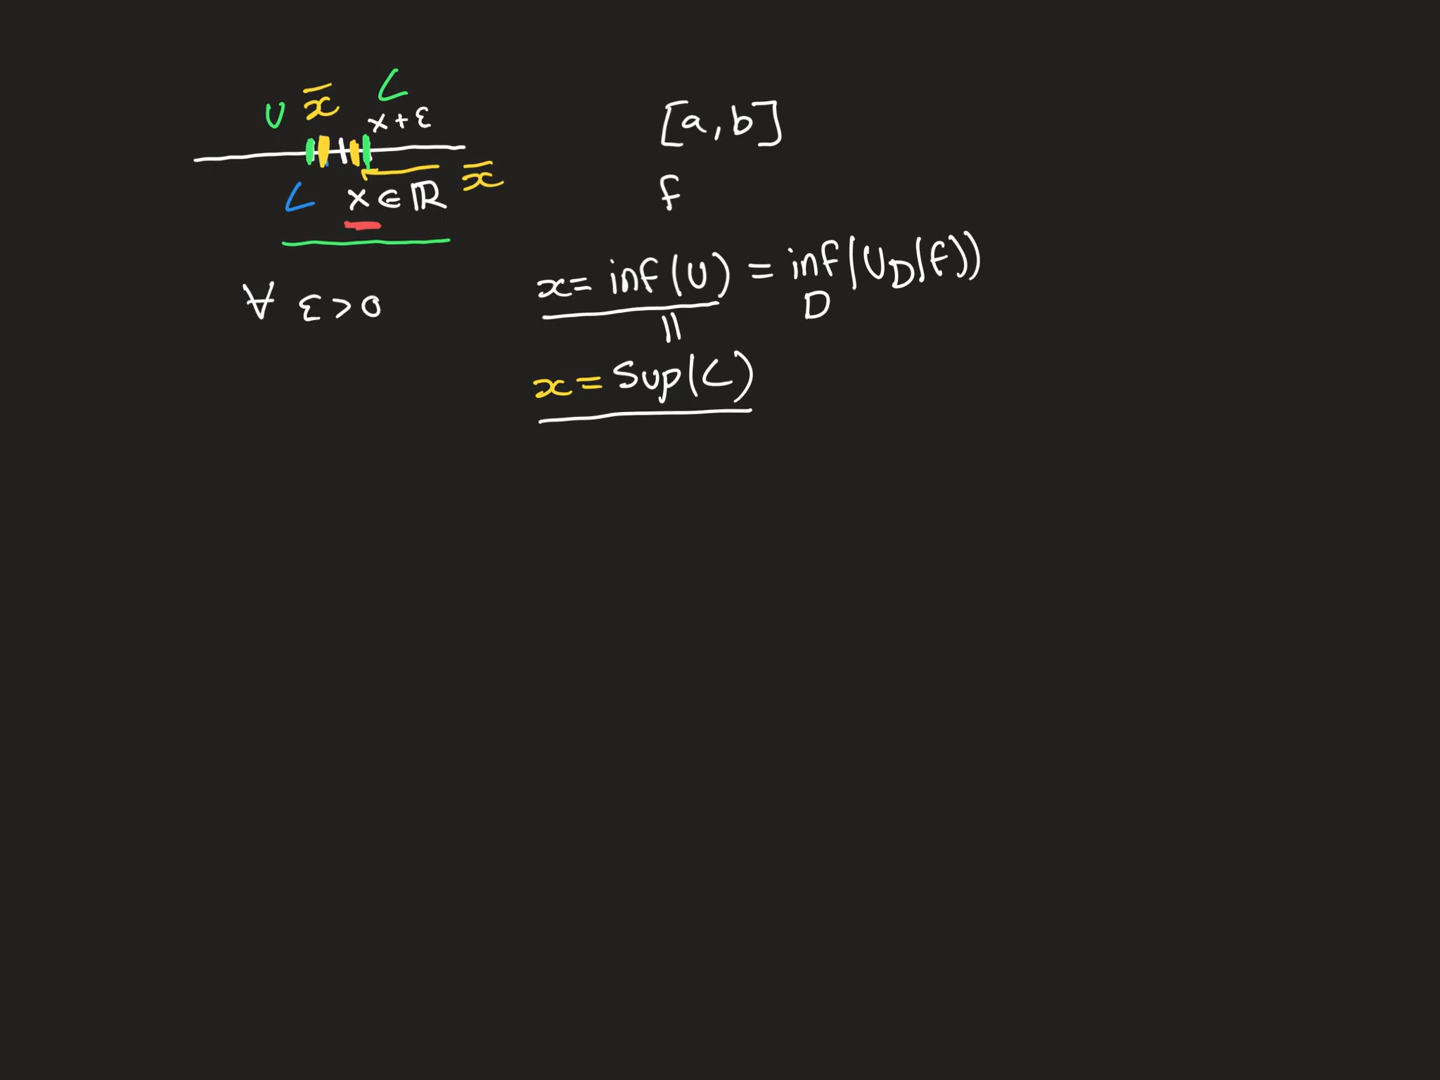 U x̄ L
x+ε
L x∈ℝ x̄
∀ ε>0
[a,b]
f
x= inf(U) = inf(U_D(f))
D
||
x= Sup(L)